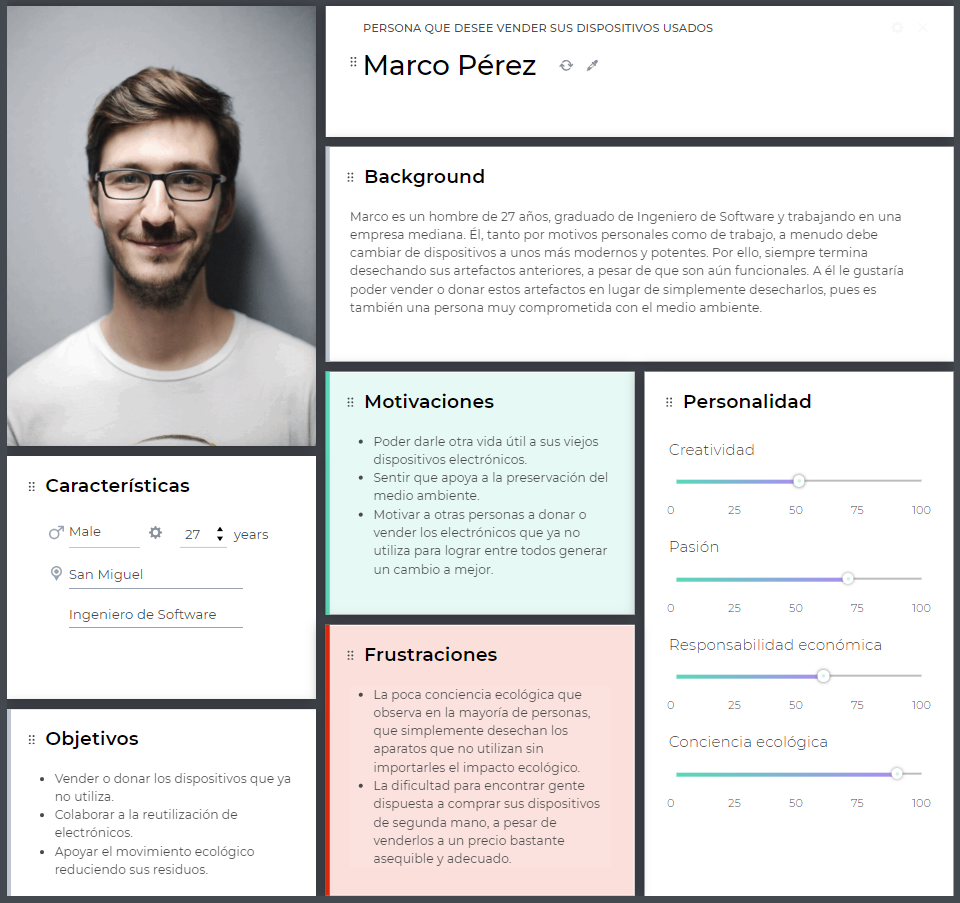 PERSONA QUE DESEE VENDER SUS DISPOSITIVOS USADOS
Marco Pérez
Background
Marco es un hombre de 27 años, graduado de Ingeniero de Software y trabajando en una
empresa mediana. Él, tanto por motivos personales como de trabajo, a menudo debe
cambiar de dispositivos a unos más modernos y potentes. Por ello, siempre termina
desechando sus artefactos anteriores, a pesar de que son aún funcionales. A él le gustaría
poder vender o donar estos artefactos en lugar de simplemente desecharlos, pues es
también una persona muy comprometida con el medio ambiente.
Características
Male 27 years
San Miguel
Ingeniero de Software
Objetivos
Vender o donar los dispositivos que ya
no utiliza.
Colaborar a la reutilización de
electrónicos.
Apoyar el movimiento ecológico
reduciendo sus residuos.
Motivaciones
Poder darle otra vida útil a sus viejos
dispositivos electrónicos.
Sentir que apoya a la preservación del
medio ambiente.
Motivar a otras personas a donar o
vender los electrónicos que ya no
utiliza para lograr entre todos generar
un cambio a mejor.
Frustraciones
La poca conciencia ecológica que
observa en la mayoría de personas,
que simplemente desechan los
aparatos que no utilizan sin
importarles el impacto ecológico.
La dificultad para encontrar gente
dispuesta a comprar sus dispositivos
de segunda mano, a pesar de
venderlos a un precio bastante
asequible y adecuado.
Personalidad
Creatividad
0 25 50 75 100
Pasión
0 25 50 75 100
Responsabilidad económica
0 25 50 75 100
Conciencia ecológica
0 25 50 75 100